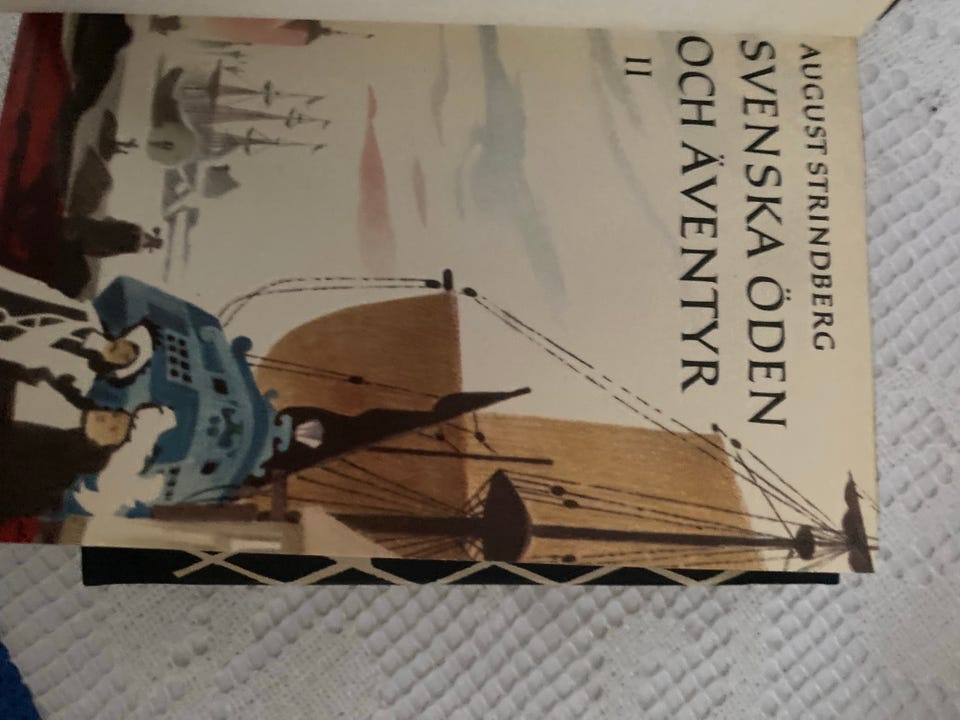 AUGUST STRINDBERG
SVENSKA ÖDEN
OCH ÄVENTYR
II